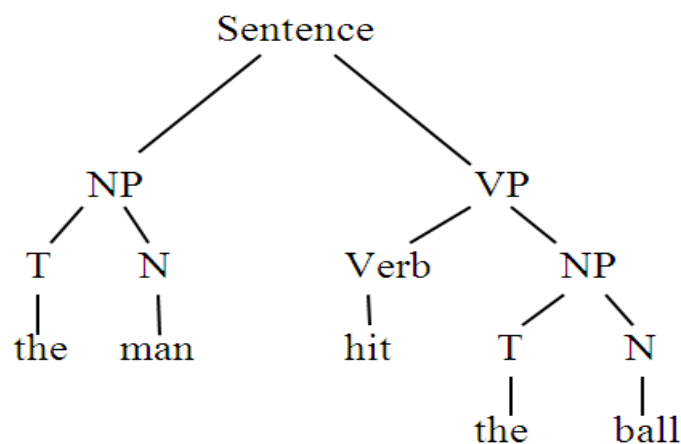 Sentence
NP VP
T N Verb NP
the man hit T N
the ball